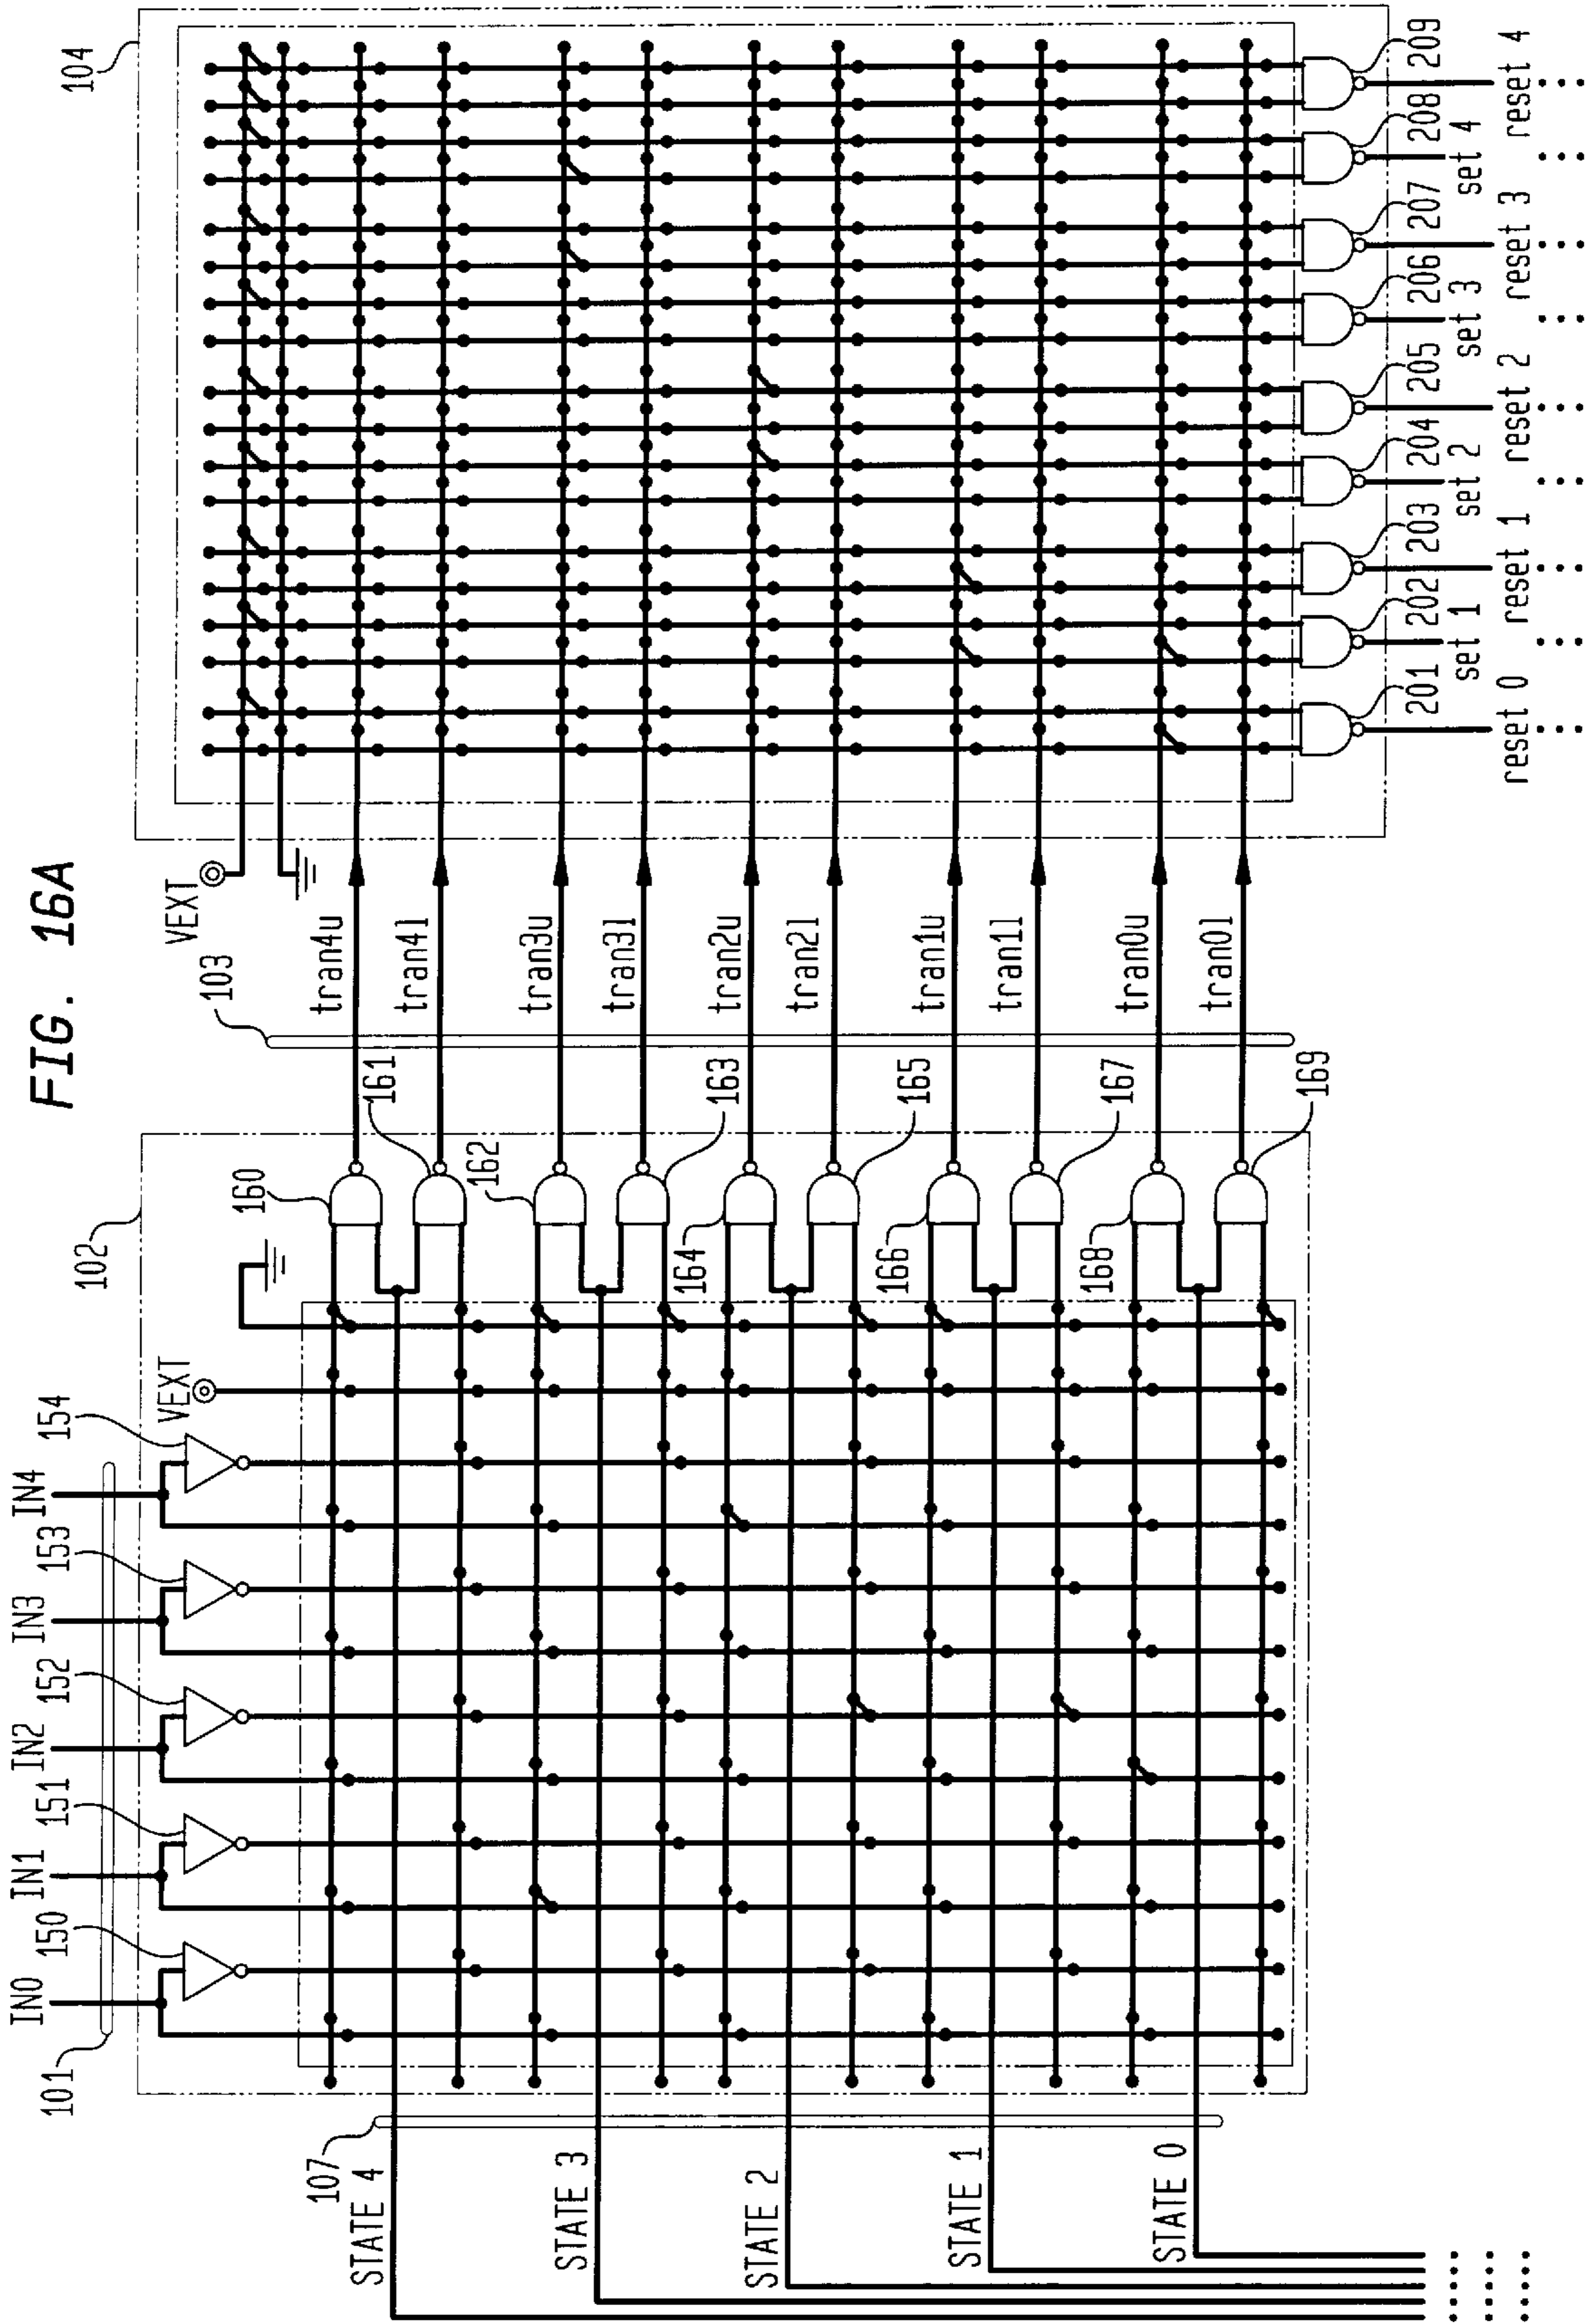 FIG. 16A
101
IN0
IN1
IN2
IN3
IN4
150
151
152
153
154
VEXT
102
103
VEXT
104
107
STATE 4
STATE 3
STATE 2
STATE 1
STATE 0
160
161
162
163
164
165
166
167
168
169
tran4u
tran4l
tran3u
tran3l
tran2u
tran2l
tran1u
tran1l
tran0u
tran0l
201
202
203
204
205
206
207
208
209
reset 0
set 1
reset 1
set 2
reset 2
set 3
reset 3
set 4
reset 4